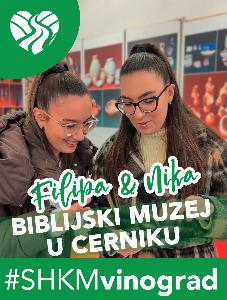 Filipa & Nika
BIBLIJSKI MUZEJ
U CERNIKU
#SHKMvinograd